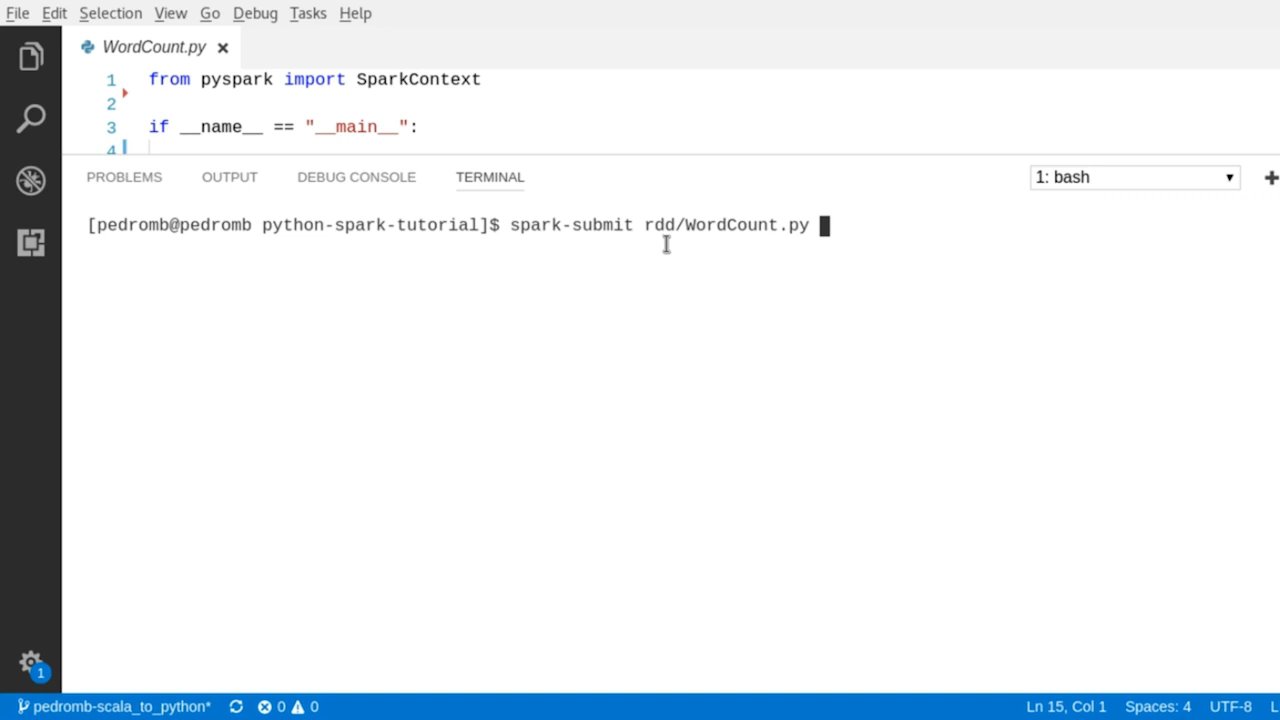 File Edit Selection View Go Debug Tasks Help
WordCount.py
1 from pyspark import SparkContext
2
3 if __name__ == "__main__":
4
PROBLEMS OUTPUT DEBUG CONSOLE TERMINAL 1: bash
[pedromb@pedromb python-spark-tutorial]$ spark-submit rdd/WordCount.py
1
pedromb-scala_to_python* 0 0 Ln 15, Col 1 Spaces: 4 UTF-8 L